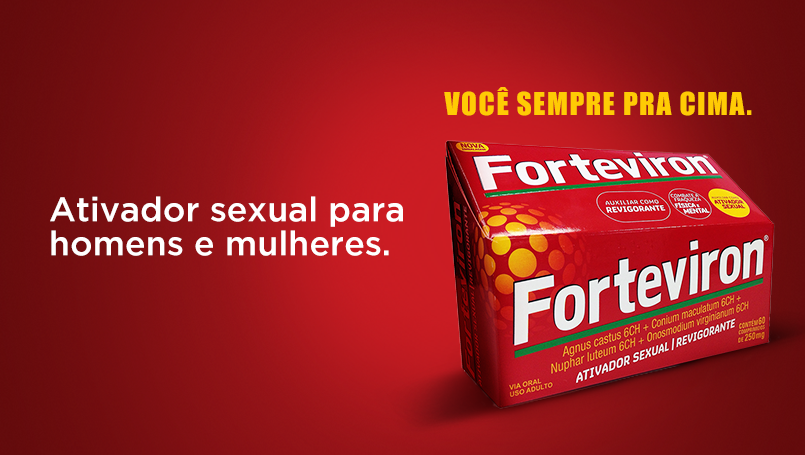 VOCÊ SEMPRE PRA CIMA.
Ativador sexual para
homens e mulheres.
NOVA
Forteviron
AUXILIAR COMO
REVIGORANTE
COMBATE A
FRAQUEZA
FÍSICA E
MENTAL
ATIVADOR
SEXUAL
Forteviron®
Agnus castus 6CH + Conium maculatum 6CH +
Nuphar luteum 6CH + Onosmodium virginianum 6CH
ATIVADOR SEXUAL | REVIGORANTE
CONTÉM 60
COMPRIMIDOS
DE 250mg
VIA ORAL
USO ADULTO